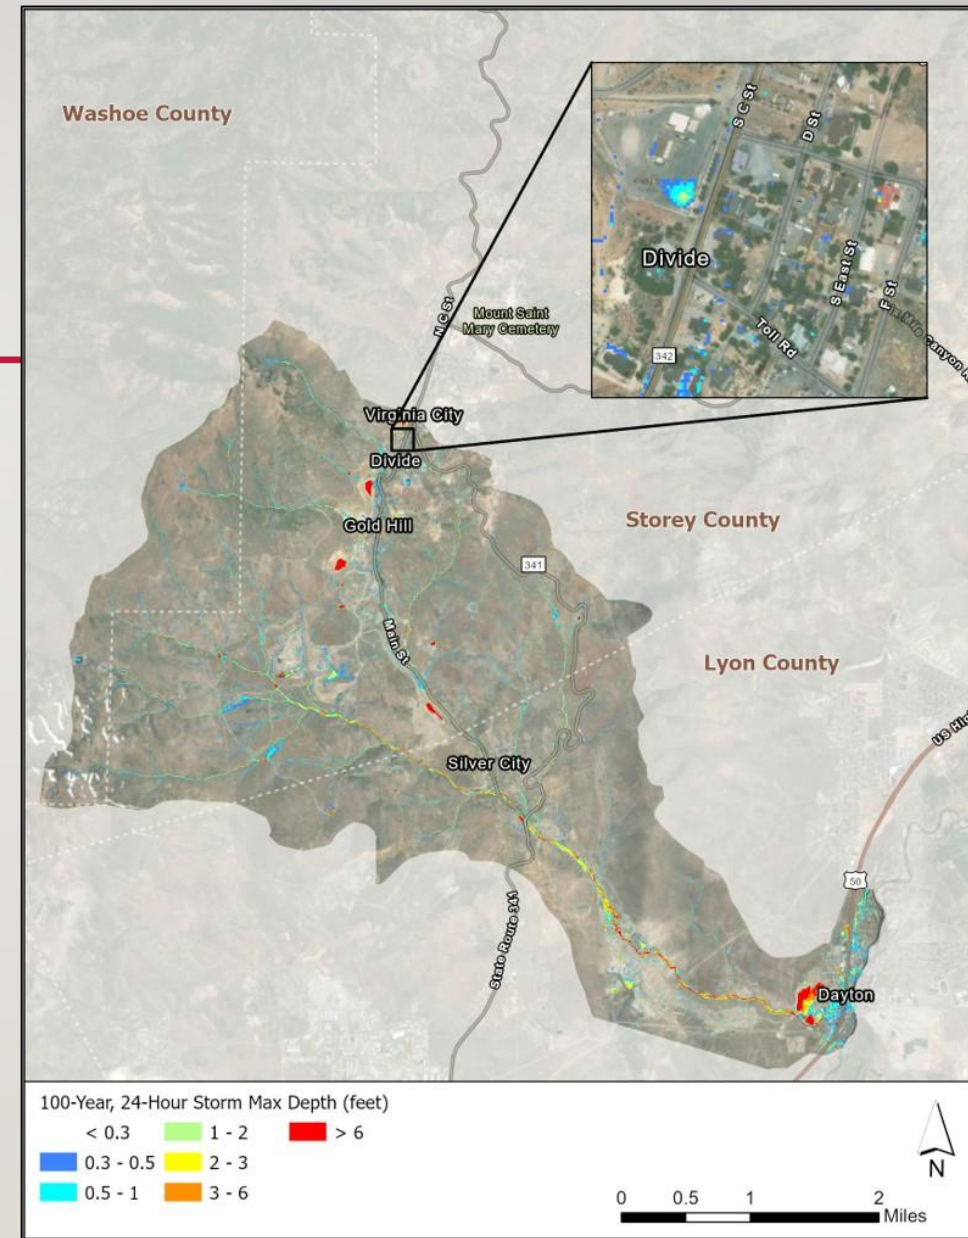 Washoe County
N C St
Mount Saint
Mary Cemetery
S C St
D St
Divide
S East St
F St
Toll Rd
342
Canyon
Virginia City
Divide
Gold Hill
Storey County
341
Main St
Lyon County
US Hig
Silver City
50
State Route 341
Dayton
100-Year, 24-Hour Storm Max Depth (feet)
< 0.3
1 - 2
> 6
0.3 - 0.5
2 - 3
0.5 - 1
3 - 6
N
0 0.5 1 2
Miles